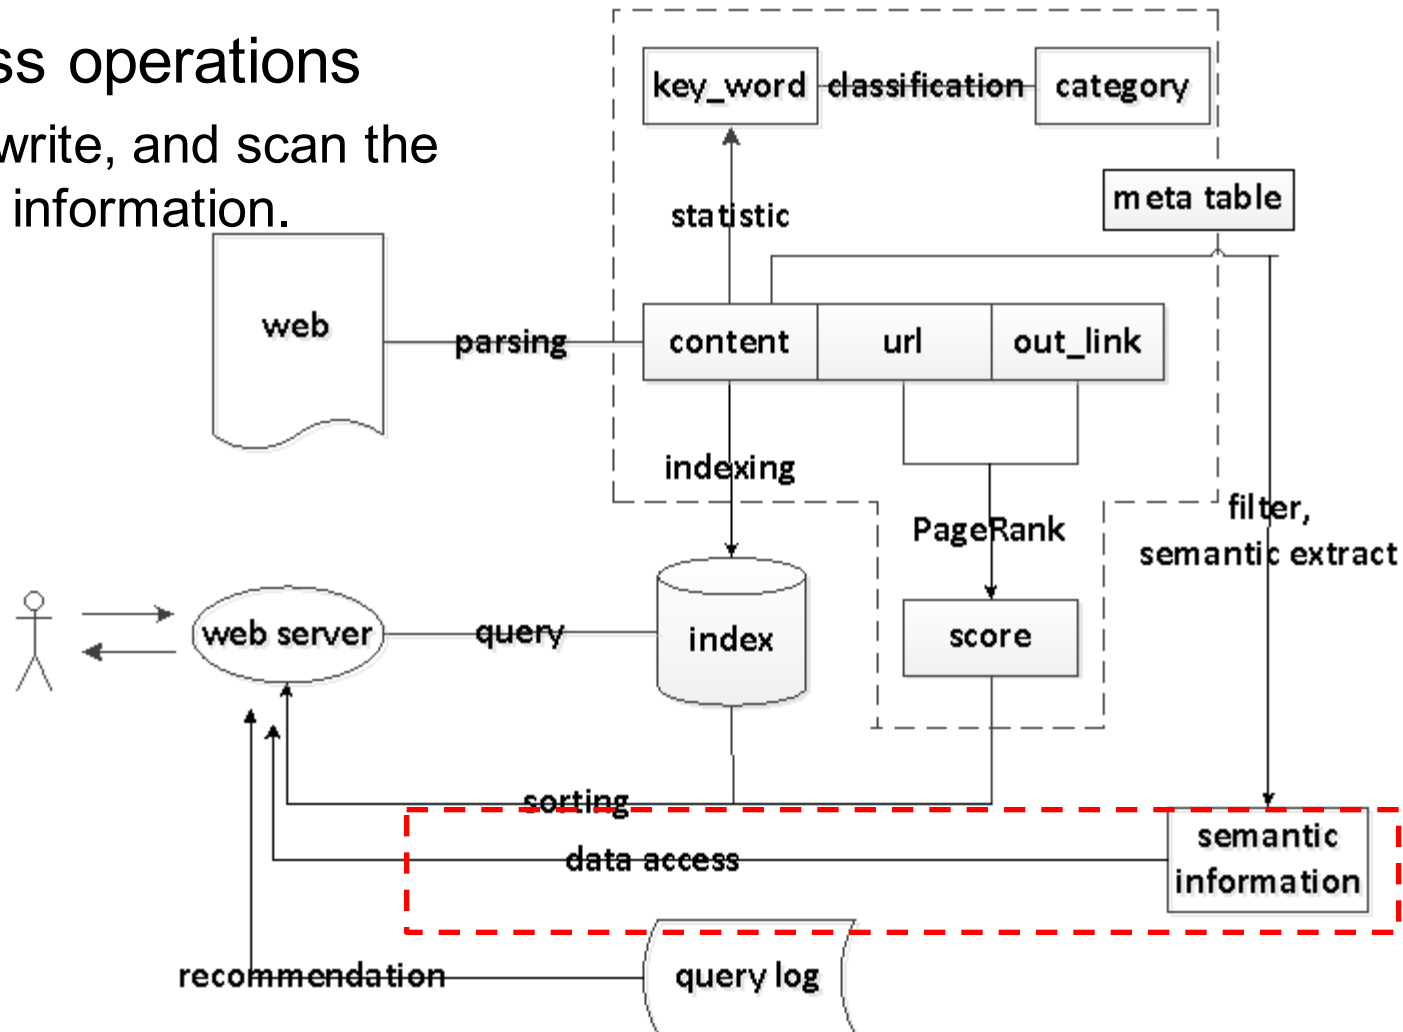 ss operations
write, and scan the
information.
key_word
classification
category
meta table
statistic
web
parsing
content
url
out_link
indexing
PageRank
filter,
semantic extract
web server
query
index
score
sorting
data access
semantic
information
recommendation
query log